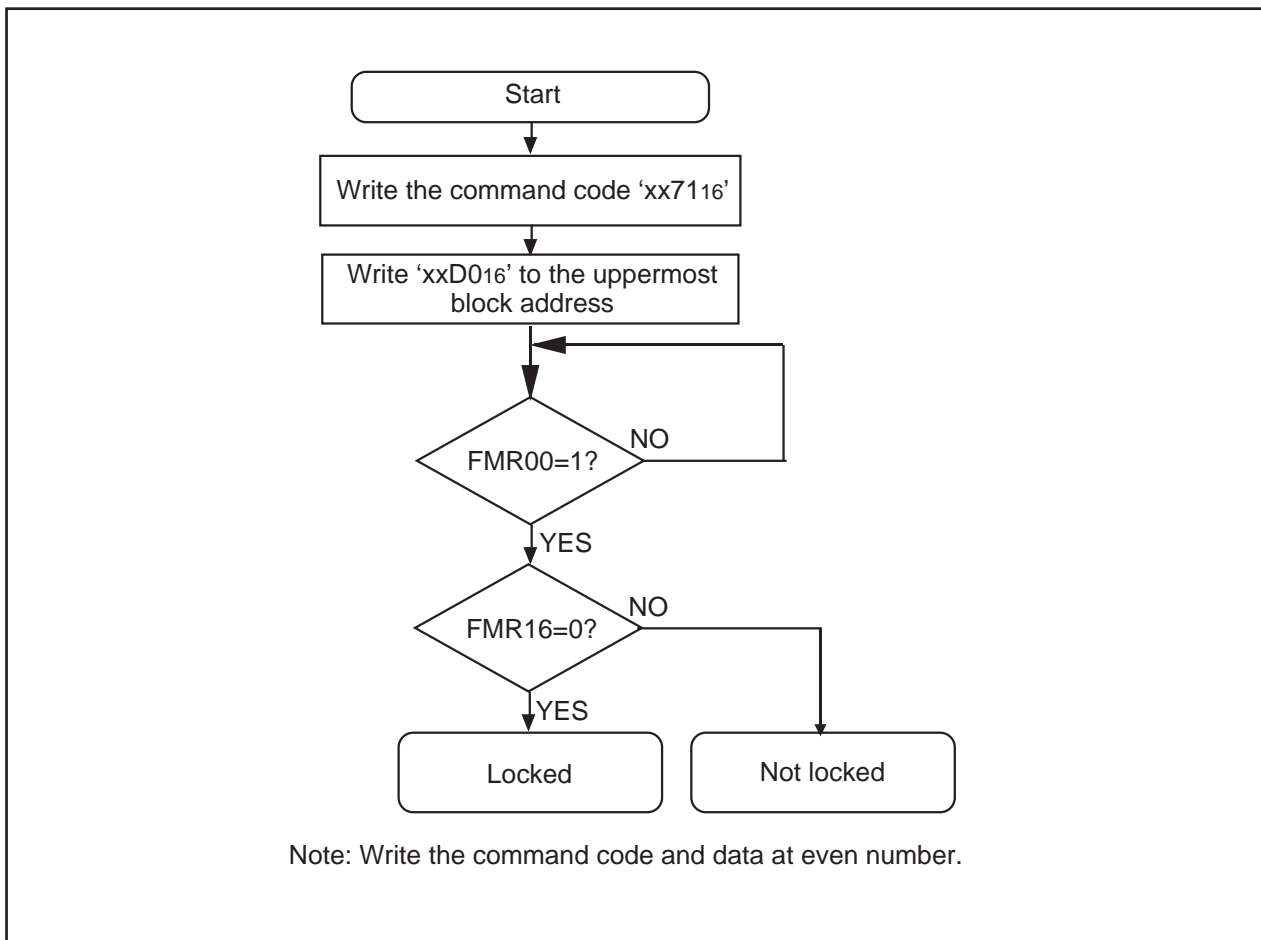 Start
Write the command code ‘xx7116’
Write ‘xxD016’ to the uppermost
block address
NO
FMR00=1?
YES
NO
FMR16=0?
YES
Locked
Not locked
Note: Write the command code and data at even number.